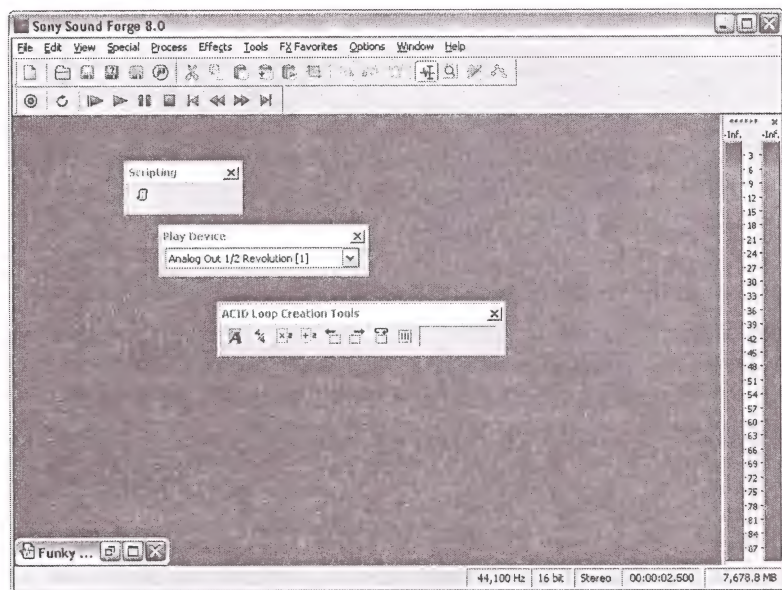 Sony Sound Forge 8.0
File Edit View Special Process Effects Tools FX Favorites Options Window Help
-Inf. -Inf.
Scripting
Play Device
Analog Out 1/2 Revolution [1]
ACID Loop Creation Tools
- 3 -
- 6 -
- 9 -
-12 -
-15 -
-18 -
-21 -
-24 -
-27 -
-30 -
-33 -
-36 -
-39 -
-42 -
-45 -
-48 -
-51 -
-54 -
-57 -
-60 -
-63 -
-66 -
-69 -
-72 -
-75 -
-78 -
-81 -
-84 -
-87 -
Funky ...
44,100 Hz 16 bit Stereo 00:00:02.500 7,678.8 MB